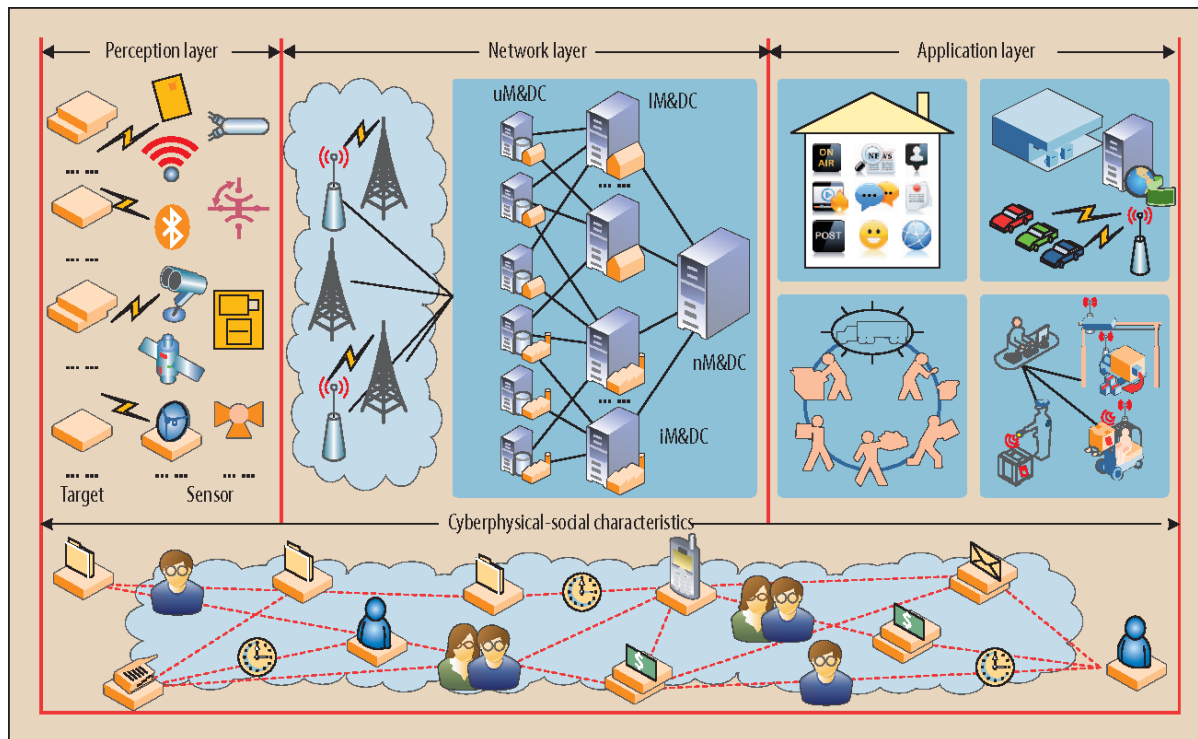 Perception layer
Network layer
Application layer
uM&DC
lM&DC
ON
AIR
NEWS
... ...
... ...
POST
... ...
... ...
nM&DC
... ...
... ...
iM&DC
... ...
... ...
... ...
Target
Sensor
Cyberphysical-social characteristics
$
$